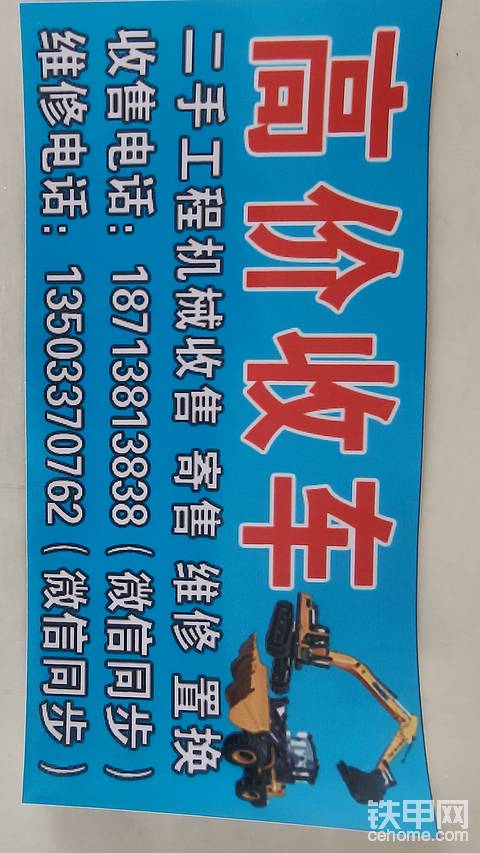 高价收车
二手工程机械收售 寄售 维修 置换
收售电话: 18713813838（微信同步）
维修电话: 13503370762（微信同步）
铁甲网
cehome.com